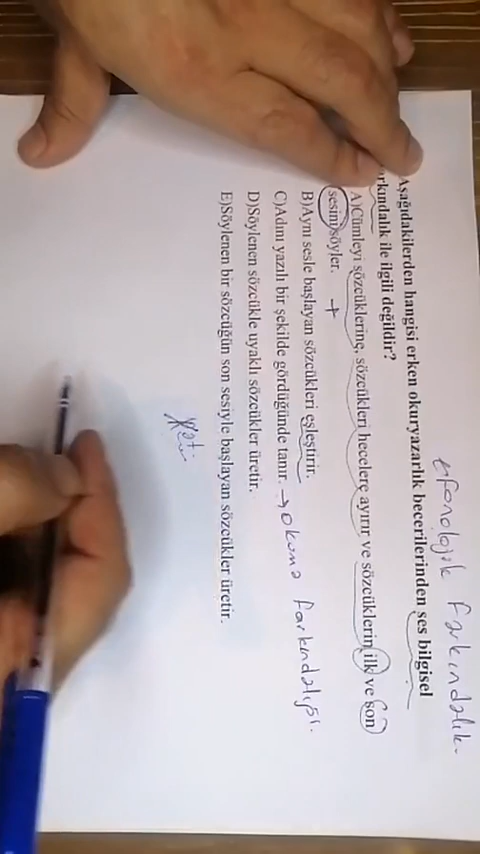 fonolojik farkındalık.
Aşağıdakilerden hangisi erken okuryazarlık becerilerinden ses bilgisel
farkındalık ile ilgili değildir?
A)Cümleyi sözcüklerine, sözcükleri hecelere ayırır ve sözcüklerin ilk ve son
sesini söyler. +
B)Aynı sesle başlayan sözcükleri eşleştirir.
C)Adını yazılı bir şekilde gördüğünde tanır. → okuma farkındalığı.
D)Söylenen sözcükle uyaklı sözcükler üretir.
E)Söylenen bir sözcüğün son sesiyle başlayan sözcükler üretir.